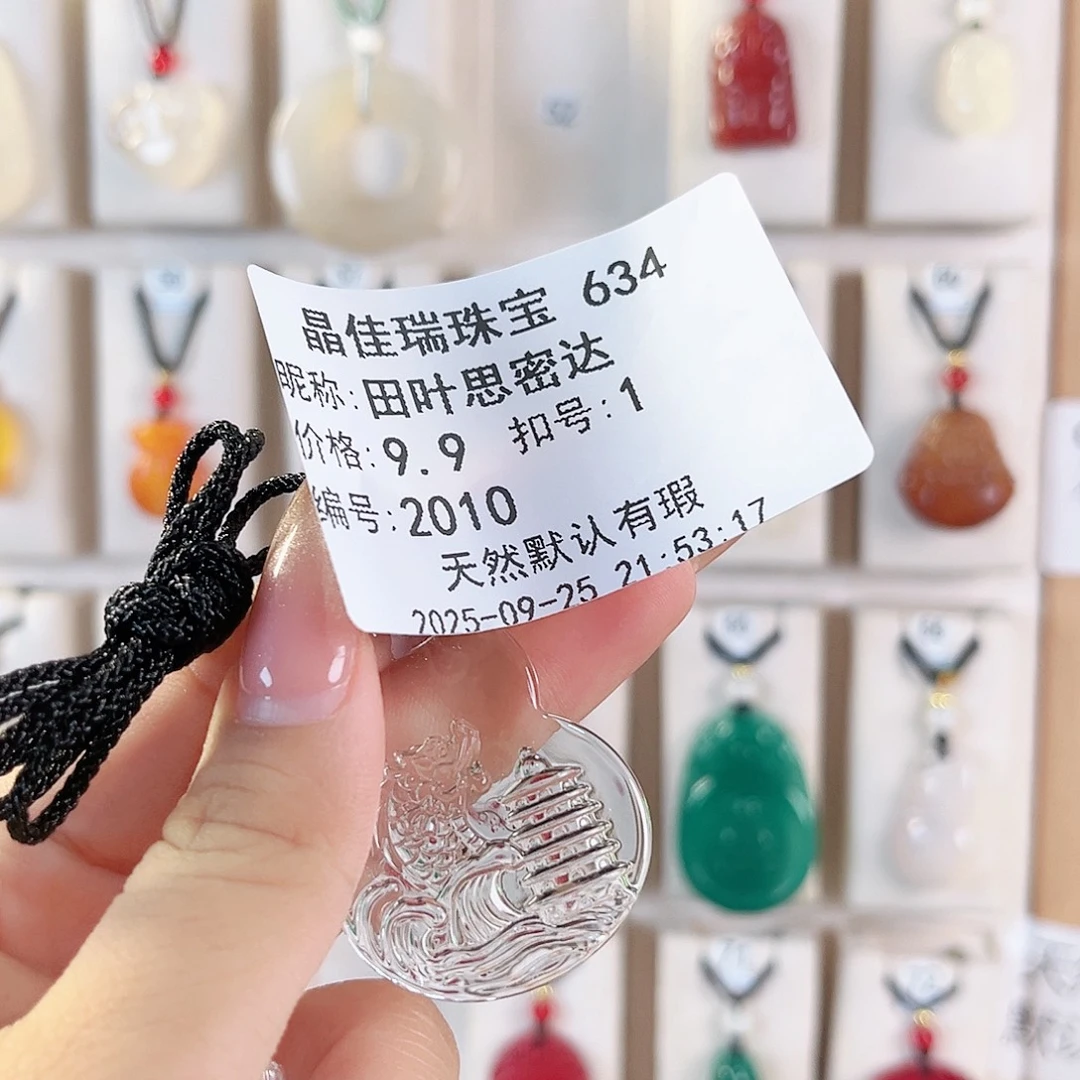 晶佳瑞珠宝 634
昵称:田叶思密达
价格:9.9 扣号:1
编号:2010
天然默认有瑕
2025-09-25 21:53:17